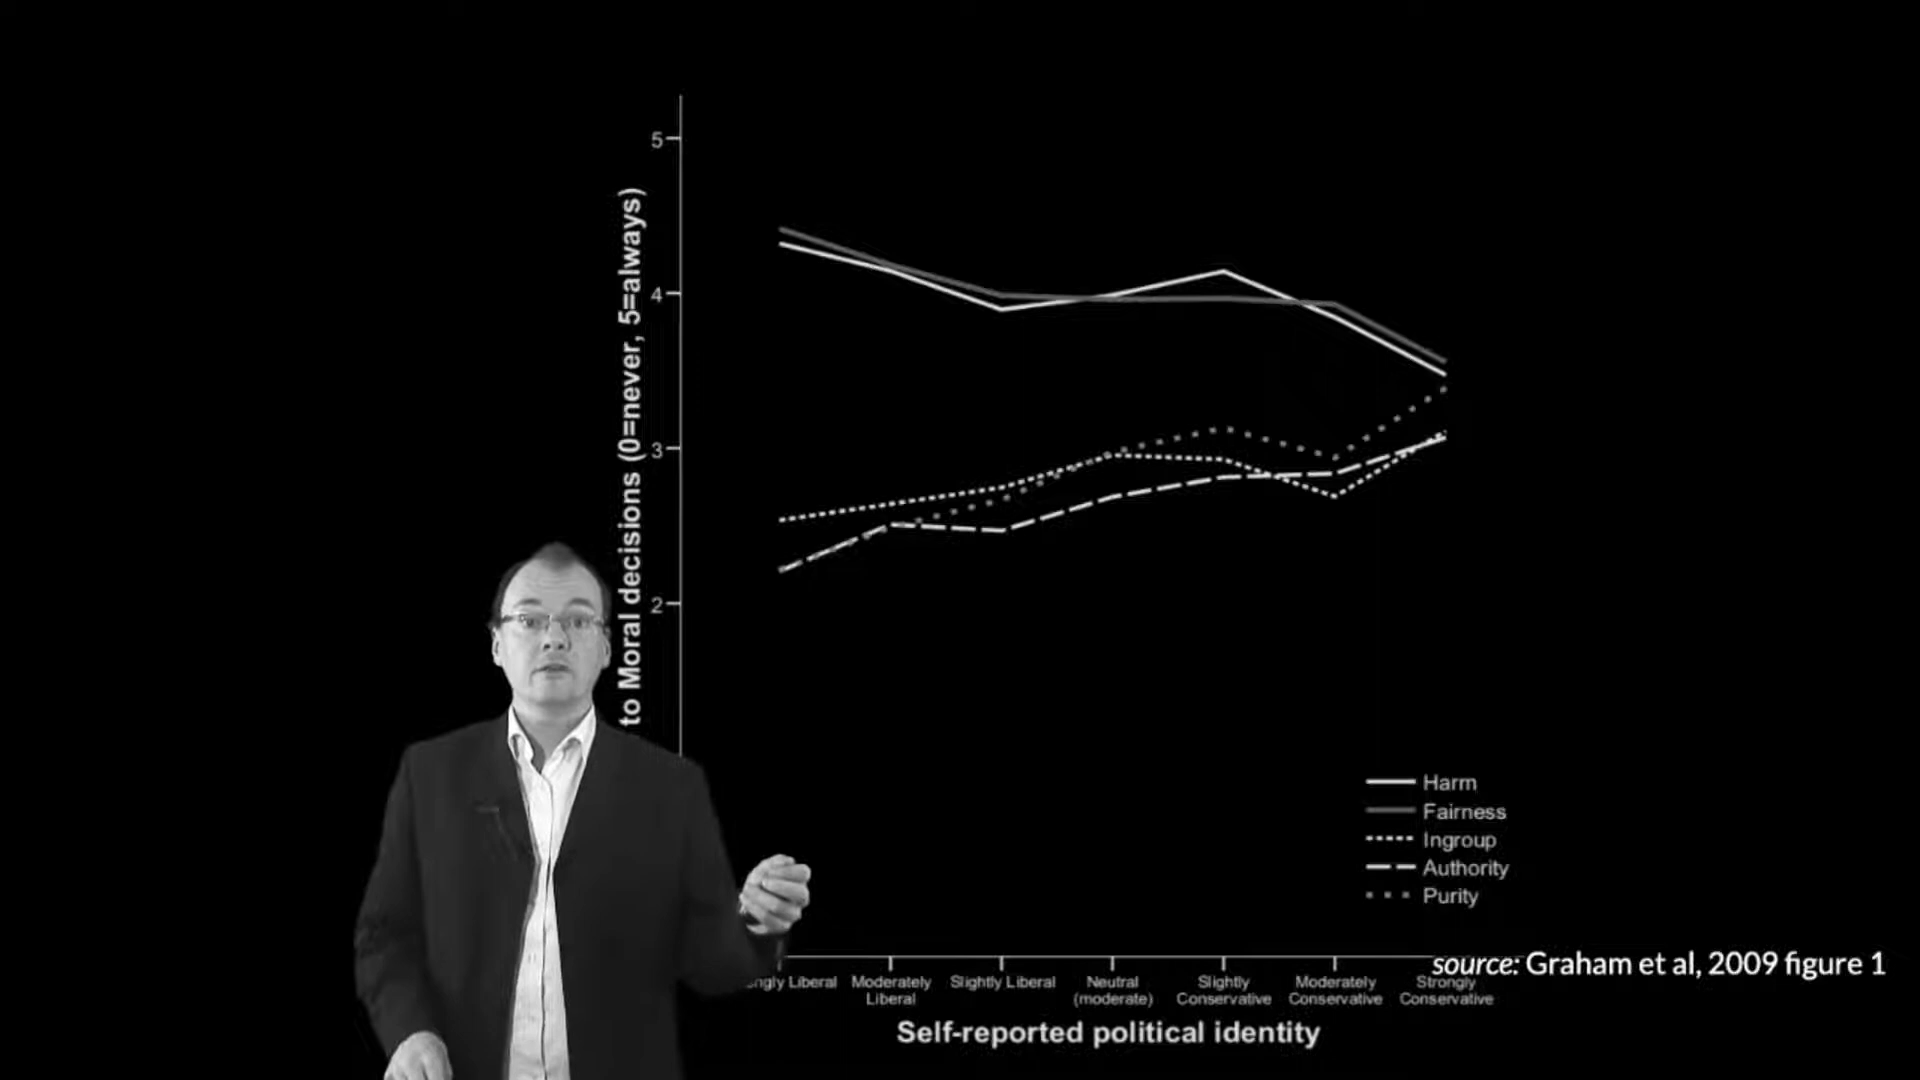 5
4
3
2
to Moral decisions (0=never, 5=always)
Harm
Fairness
Ingroup
Authority
Purity
source: Graham et al, 2009 figure 1
Liberal
Moderately
Liberal
Slightly Liberal
Neutral
(moderate)
Slightly
Conservative
Moderately
Conservative
Strongly
Conservative
Self-reported political identity